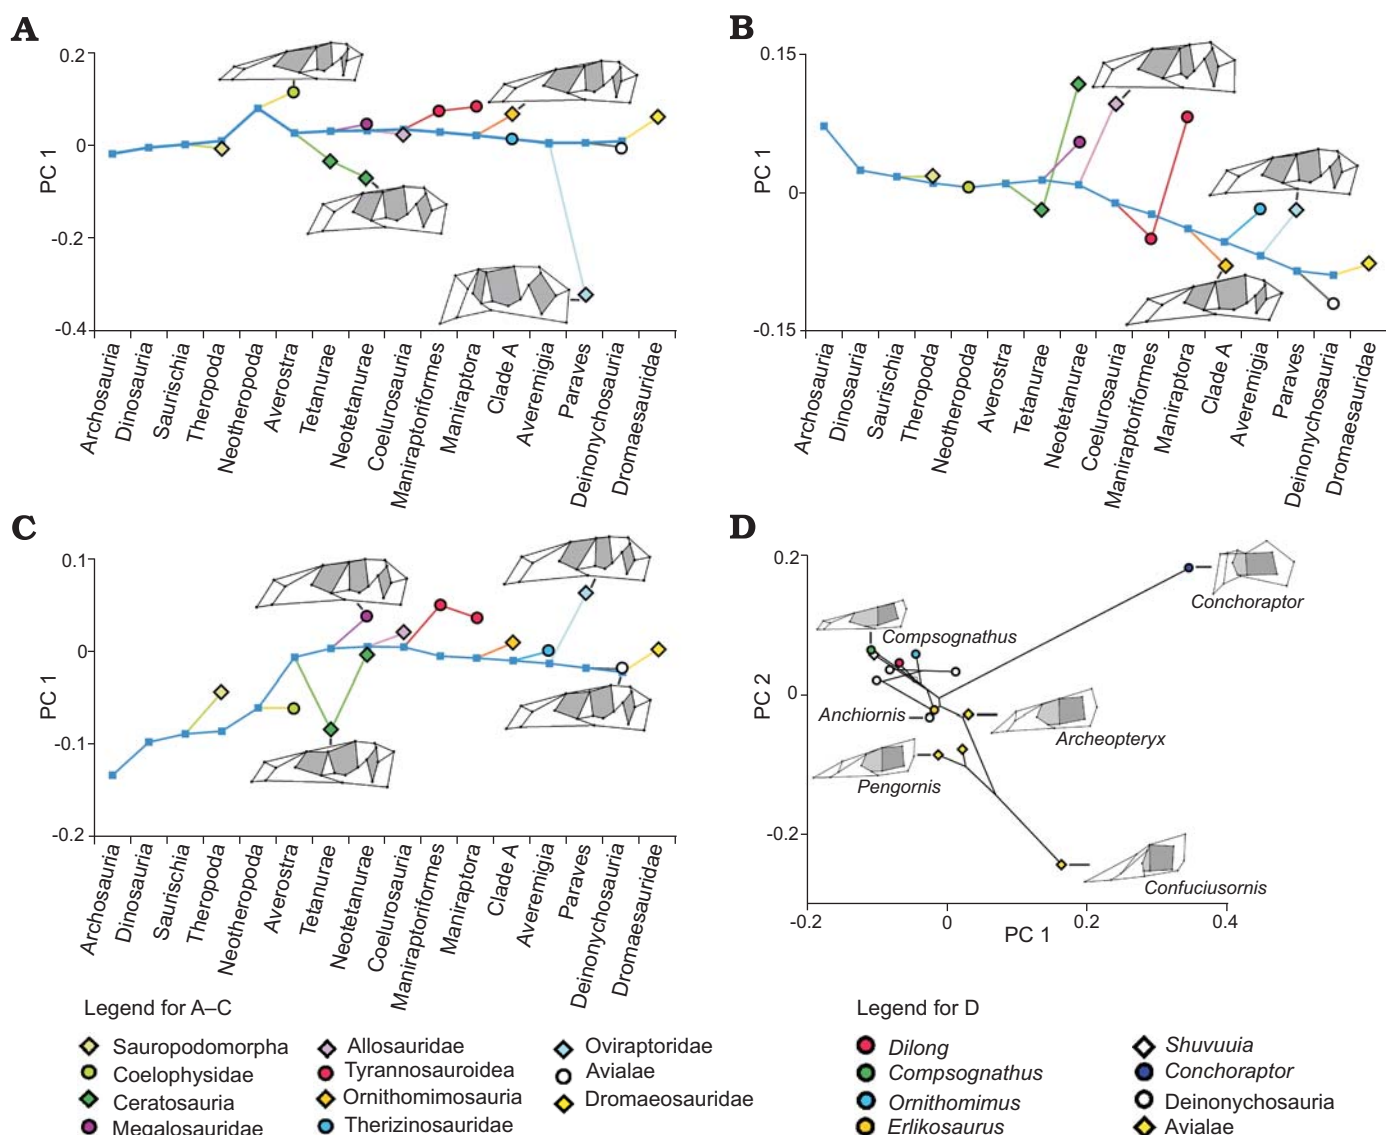 A
0.2
0
-0.2
-0.4
PC 1
Archosauria
Dinosauria
Saurischia
Theropoda
Neotheropoda
Averostra
Tetanurae
Neotetanurae
Coelurosauria
Maniraptoriformes
Maniraptora
Clade A
Averemigia
Paraves
Deinonychosauria
Dromaesauridae
B
0.15
0
-0.15
PC 1
Archosauria
Dinosauria
Saurischia
Theropoda
Neotheropoda
Averostra
Tetanurae
Neotetanurae
Coelurosauria
Maniraptoriformes
Maniraptora
Clade A
Averemigia
Paraves
Deinonychosauria
Dromaesauridae
C
0.1
0
-0.1
-0.2
PC 1
Archosauria
Dinosauria
Saurischia
Theropoda
Neotheropoda
Averostra
Tetanurae
Neotetanurae
Coelurosauria
Maniraptoriformes
Maniraptora
Clade A
Averemigia
Paraves
Deinonychosauria
Dromaesauridae
D
0.2
0
-0.2
PC 2
Conchoraptor
Compsognathus
Anchiornis
Archeopteryx
Pengornis
Confuciusornis
-0.2
0
0.2
0.4
PC 1
Legend for A–C
Sauropodomorpha
Coelophysidae
Ceratosauria
Megalosauridae
Allosauridae
Tyrannosauroidea
Ornithomimosauria
Therizinosauridae
Oviraptoridae
Avialae
Dromaeosauridae
Legend for D
Dilong
Compsognathus
Ornithomimus
Erlikosaurus
Shuvuuia
Conchoraptor
Deinonychosauria
Avialae